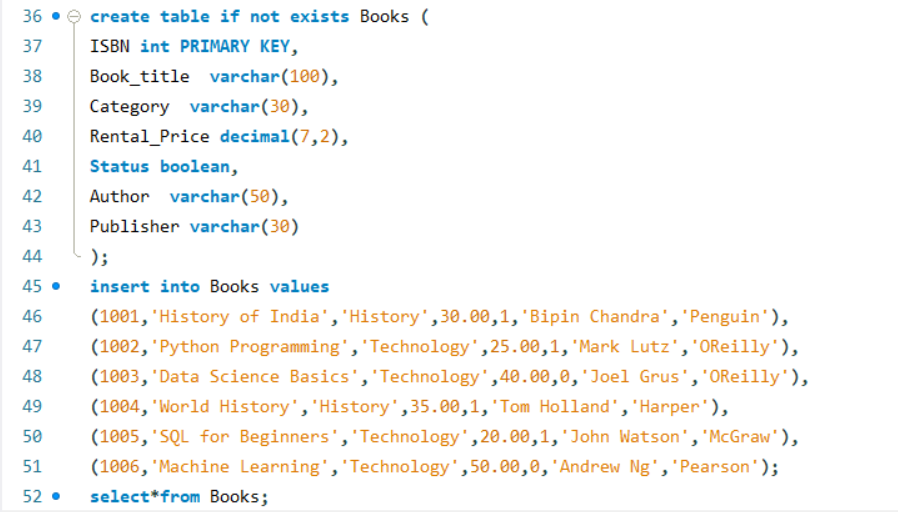 36 create table if not exists Books (
37 ISBN int PRIMARY KEY,
38 Book_title  varchar(100),
39 Category  varchar(30),
40 Rental_Price decimal(7,2),
41 Status boolean,
42 Author  varchar(50),
43 Publisher varchar(30)
44 );
45 insert into Books values
46 (1001,'History of India','History',30.00,1,'Bipin Chandra','Penguin'),
47 (1002,'Python Programming','Technology',25.00,1,'Mark Lutz','OReilly'),
48 (1003,'Data Science Basics','Technology',40.00,0,'Joel Grus','OReilly'),
49 (1004,'World History','History',35.00,1,'Tom Holland','Harper'),
50 (1005,'SQL for Beginners','Technology',20.00,1,'John Watson','McGraw'),
51 (1006,'Machine Learning','Technology',50.00,0,'Andrew Ng','Pearson');
52 select*from Books;